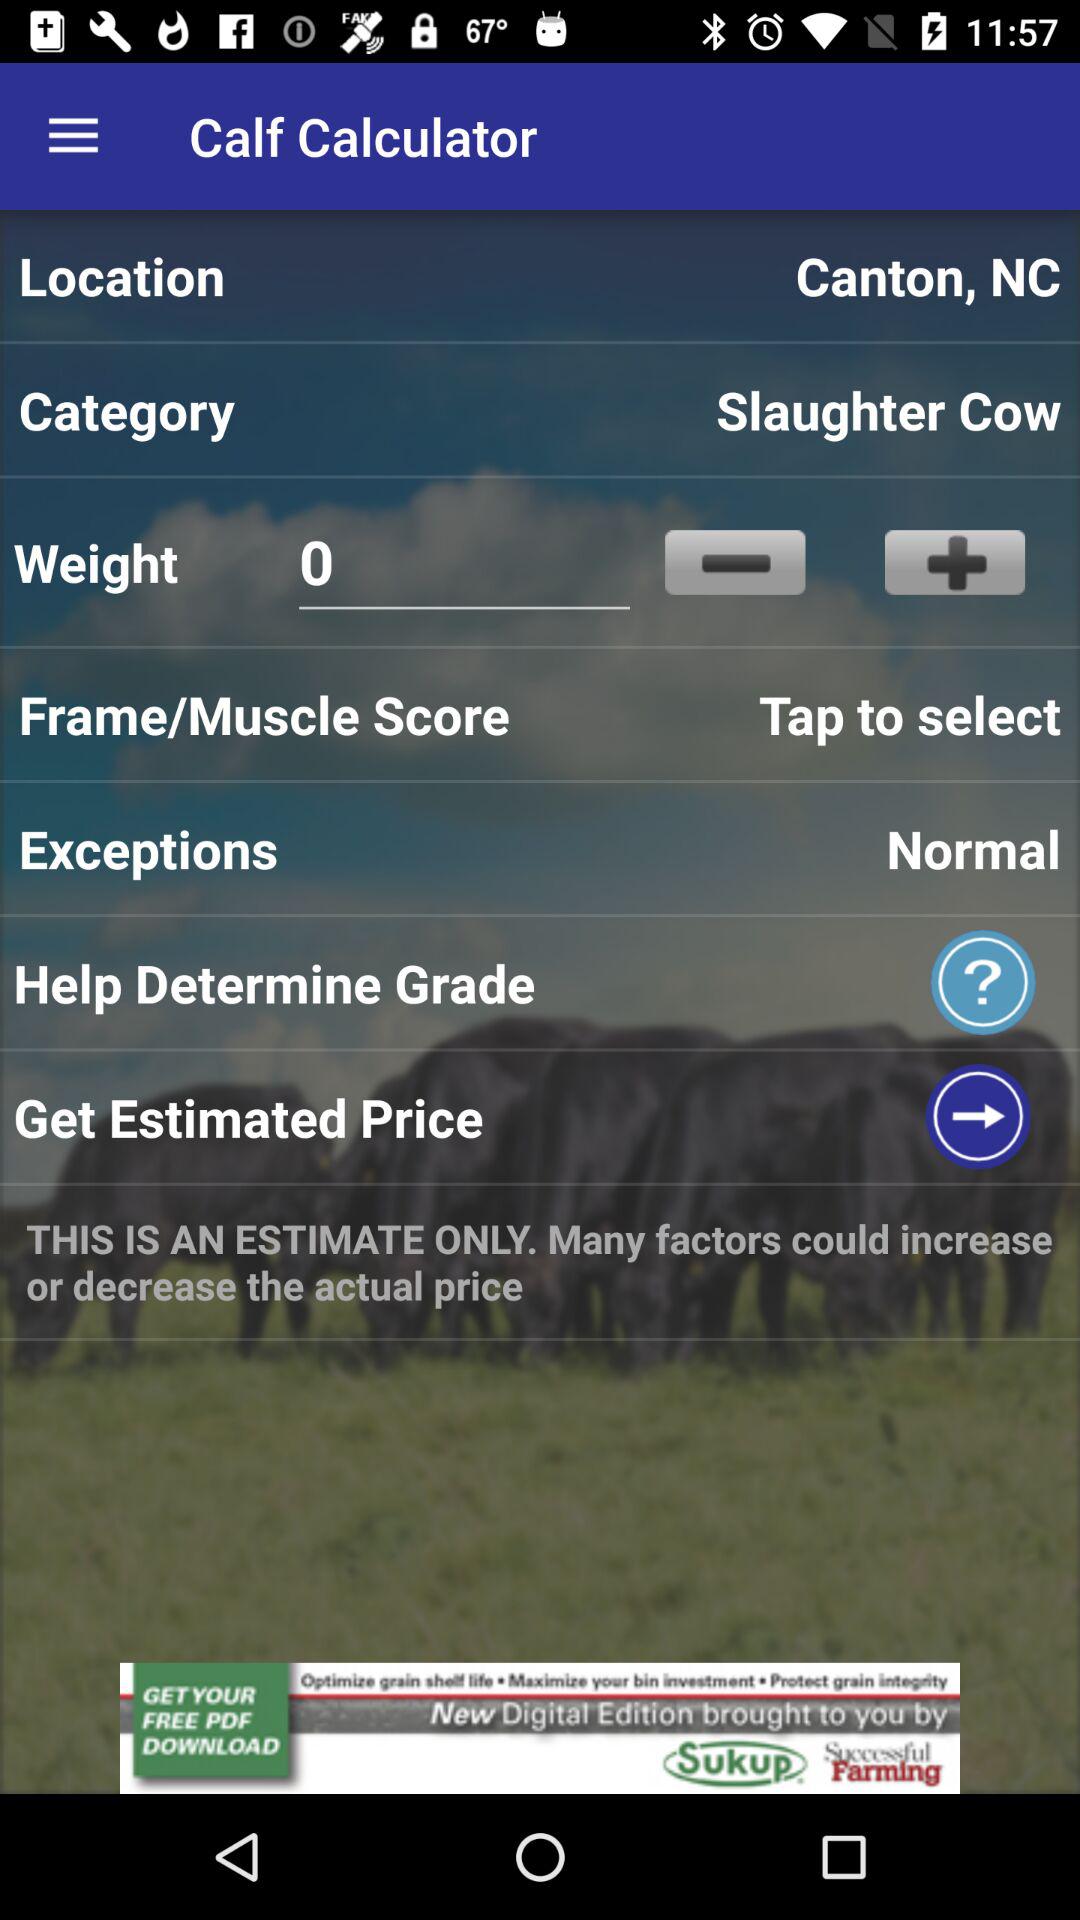 FAKE 67° 11:57
Calf Calculator
Location Canton, NC
Category Slaughter Cow
Weight 0
Frame/Muscle Score Tap to select
Exceptions Normal
Help Determine Grade ?
Get Estimated Price
THIS IS AN ESTIMATE ONLY. Many factors could increase
or decrease the actual price
GET YOUR
FREE PDF
DOWNLOAD
Optimize grain shelf life • Maximize your bin investment • Protect grain integrity
New Digital Edition brought to you by
Sukup Successful
Farming